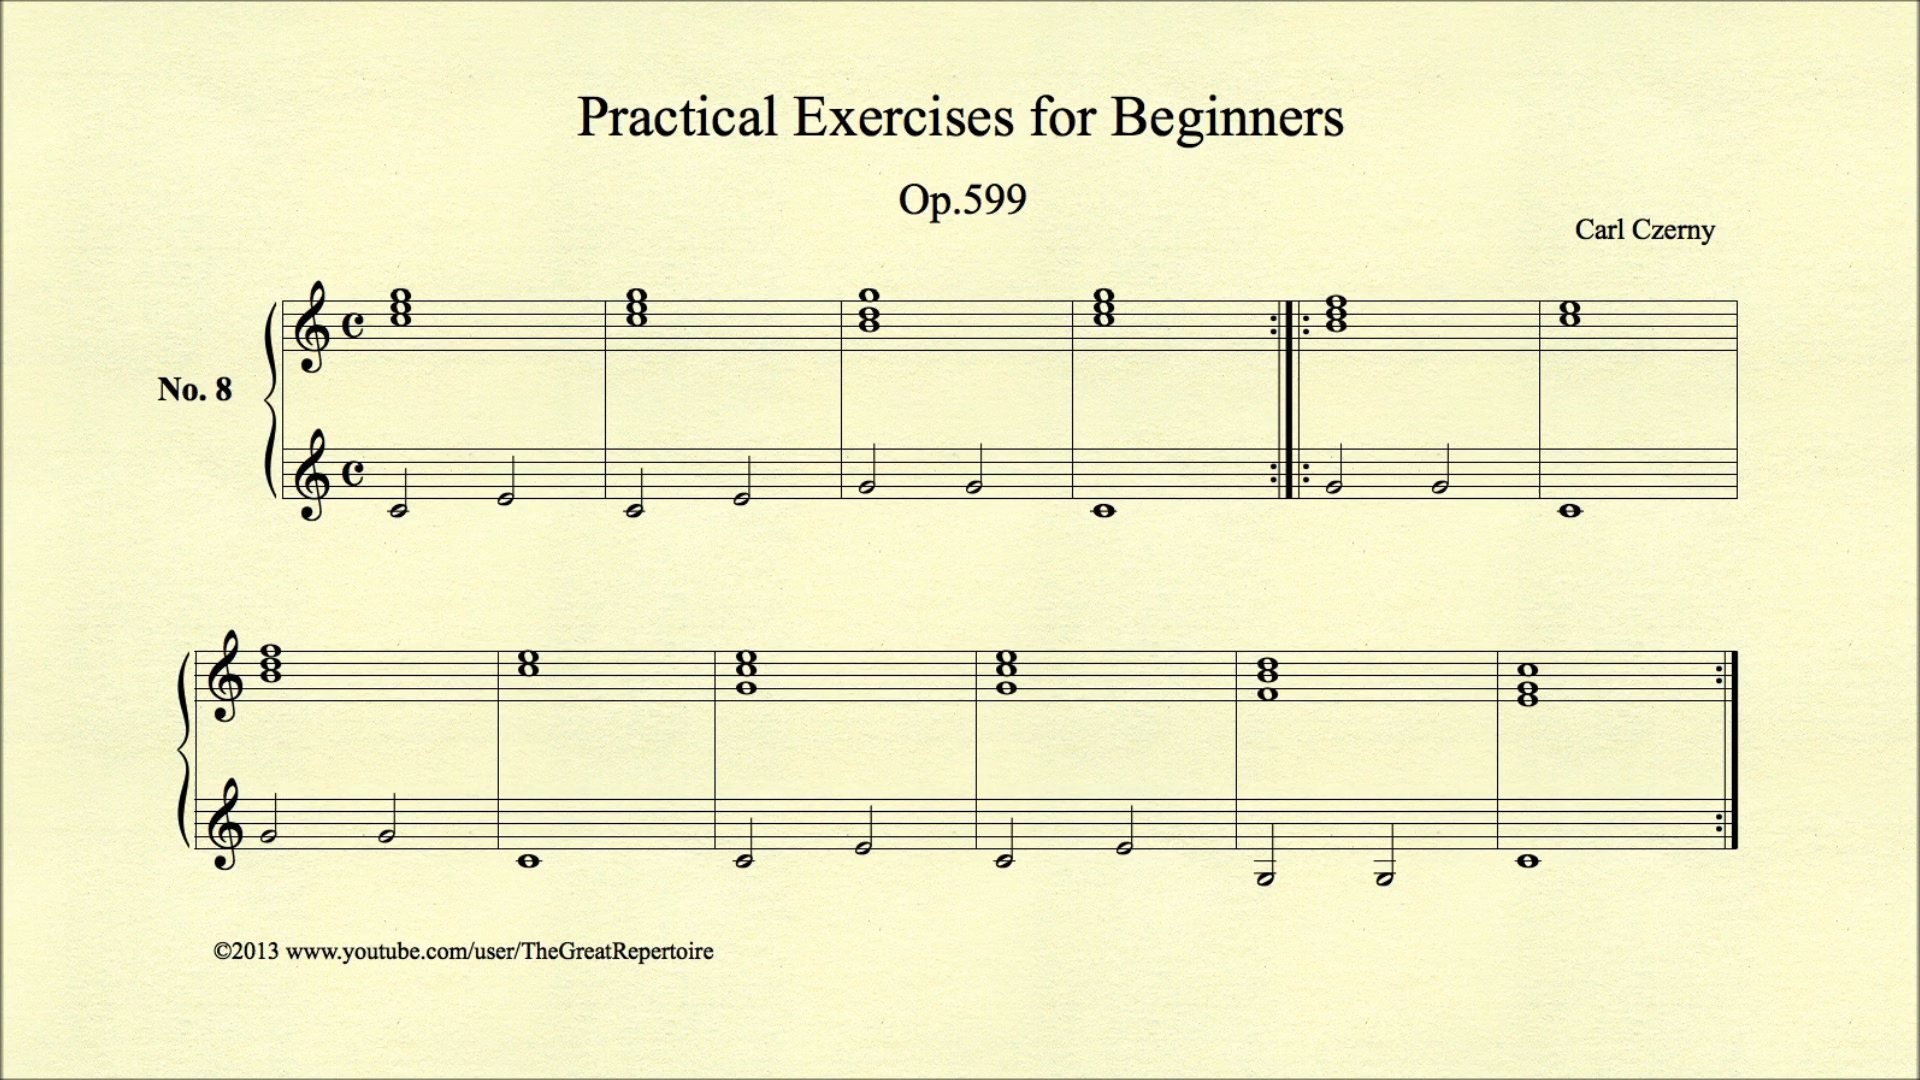 Practical Exercises for Beginners
Op.599
Carl Czerny
No. 8
©2013 www.youtube.com/user/TheGreatRepertoire